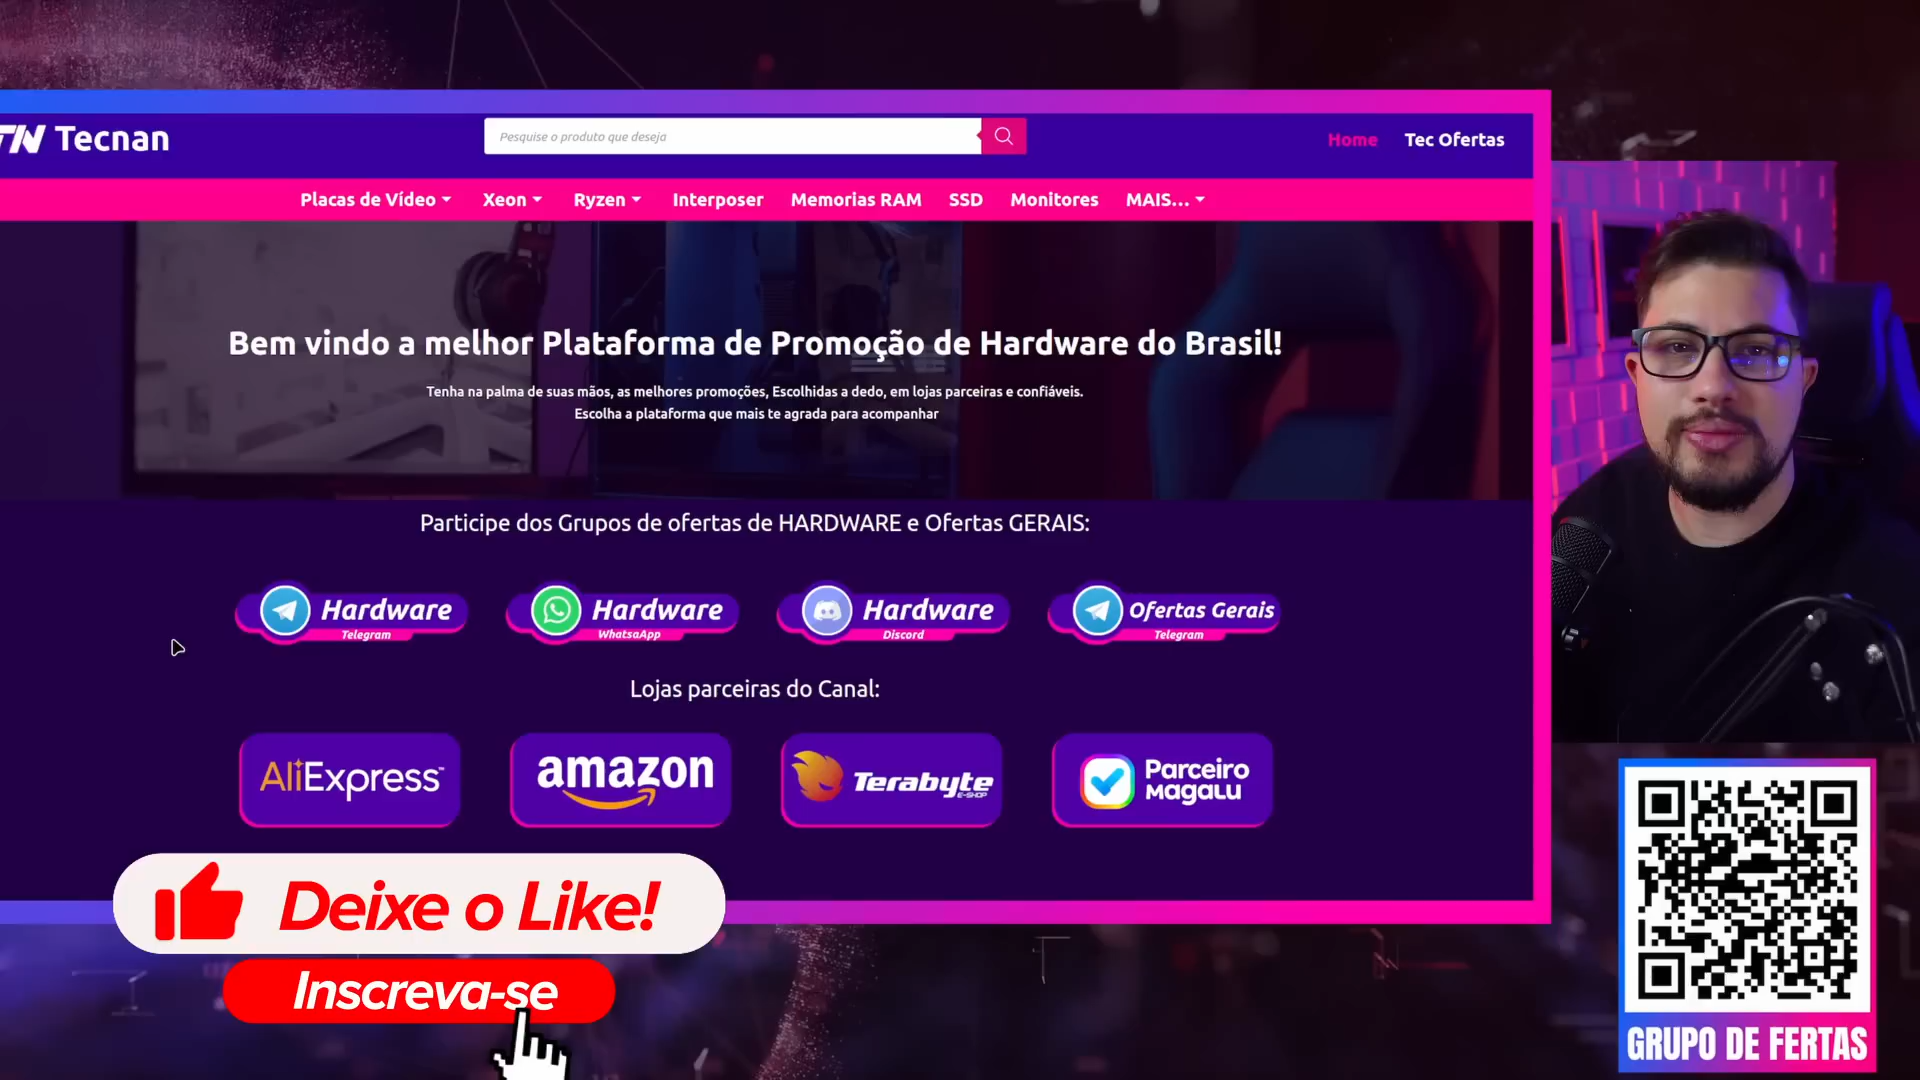 TN Tecnan
Pesquise o produto que deseja
Home
Tec Ofertas
Placas de Vídeo
Xeon
Ryzen
Interposer
Memorias RAM
SSD
Monitores
MAIS...
Bem vindo a melhor Plataforma de Promoção de Hardware do Brasil!
Tenha na palma de suas mãos, as melhores promoções, Escolhidas a dedo, em lojas parceiras e confiáveis.
Escolha a plataforma que mais te agrada para acompanhar
Participe dos Grupos de ofertas de HARDWARE e Ofertas GERAIS:
Hardware
Telegram
Hardware
WhatsaApp
Hardware
Discord
Ofertas Gerais
Telegram
Lojas parceiras do Canal:
AliExpress
amazon
Terabyte
E-SHOP
Parceiro
Magalu
Deixe o Like!
Inscreva-se
GRUPO DE FERTAS